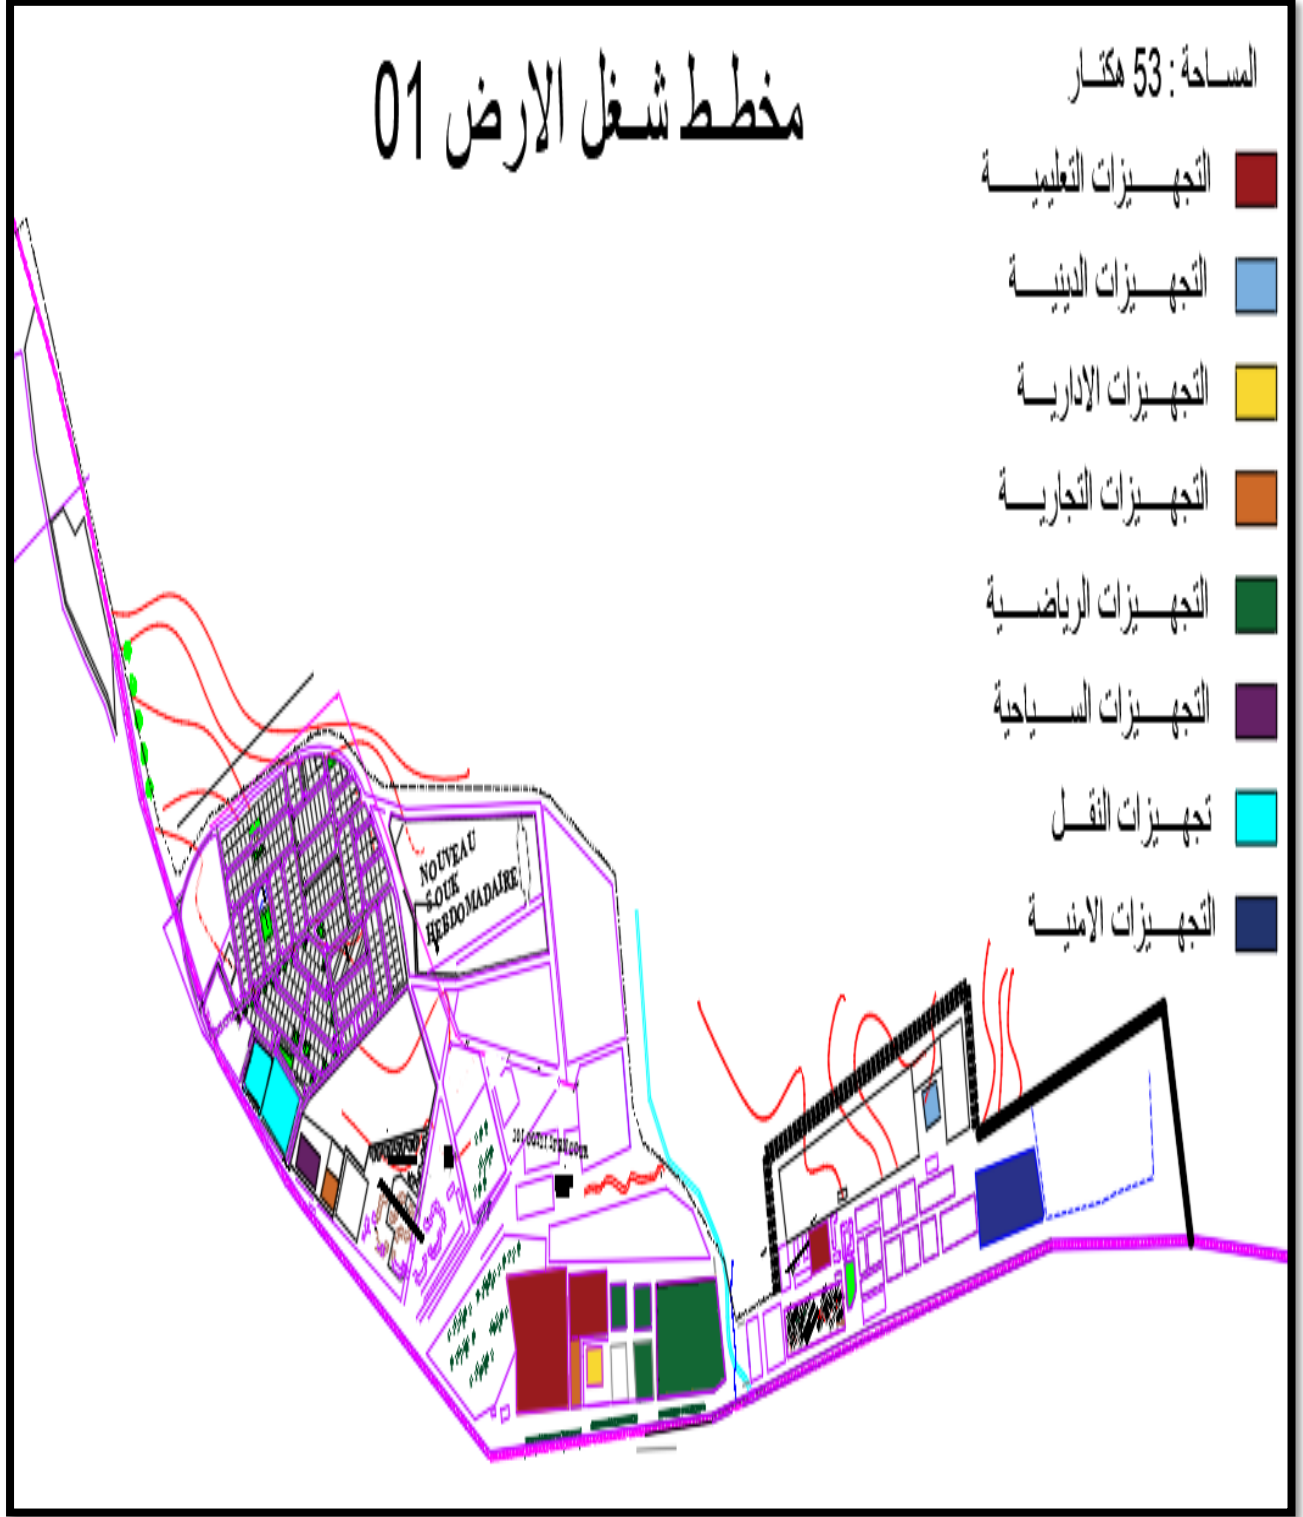 المساحة : 53 هكتار
مخطط شغل الارض 01
التجهيزات التعليمية
التجهيزات الدينية
التجهيزات الادارية
التجهيزات التجارية
التجهيزات الرياضية
التجهيزات السياحية
تجهيزات النقل
التجهيزات الامنية
NOUVEAU
SOUK
HEBDOMADAIRE